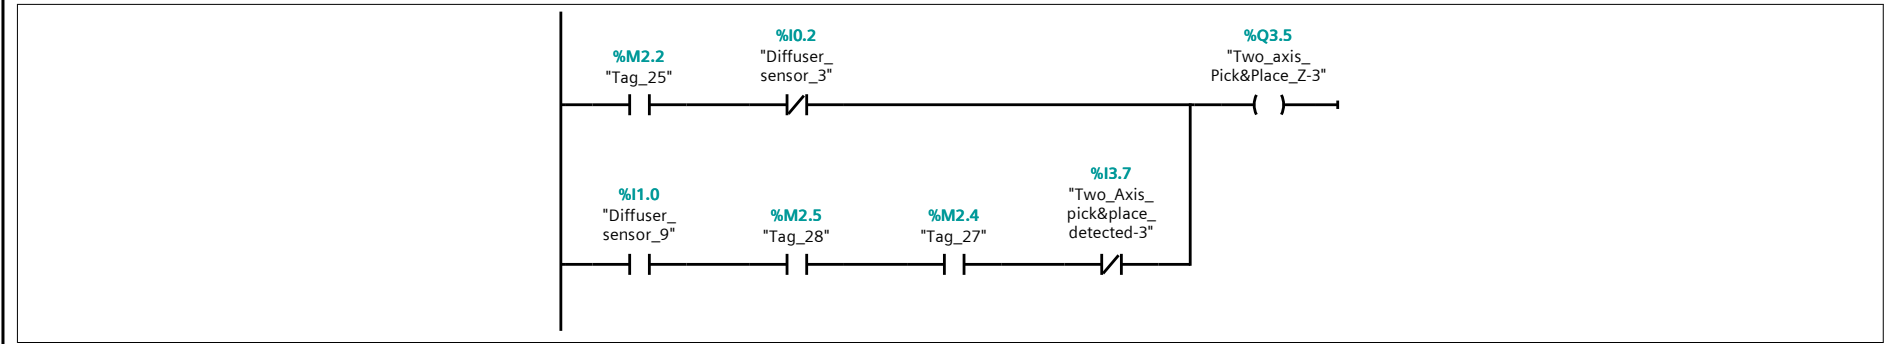 %M2.2
"Tag_25"
%I0.2
"Diffuser_
sensor_3"
%Q3.5
"Two_axis_
Pick&Place_Z-3"
%I1.0
"Diffuser_
sensor_9"
%M2.5
"Tag_28"
%M2.4
"Tag_27"
%I3.7
"Two_Axis_
pick&place_
detected-3"